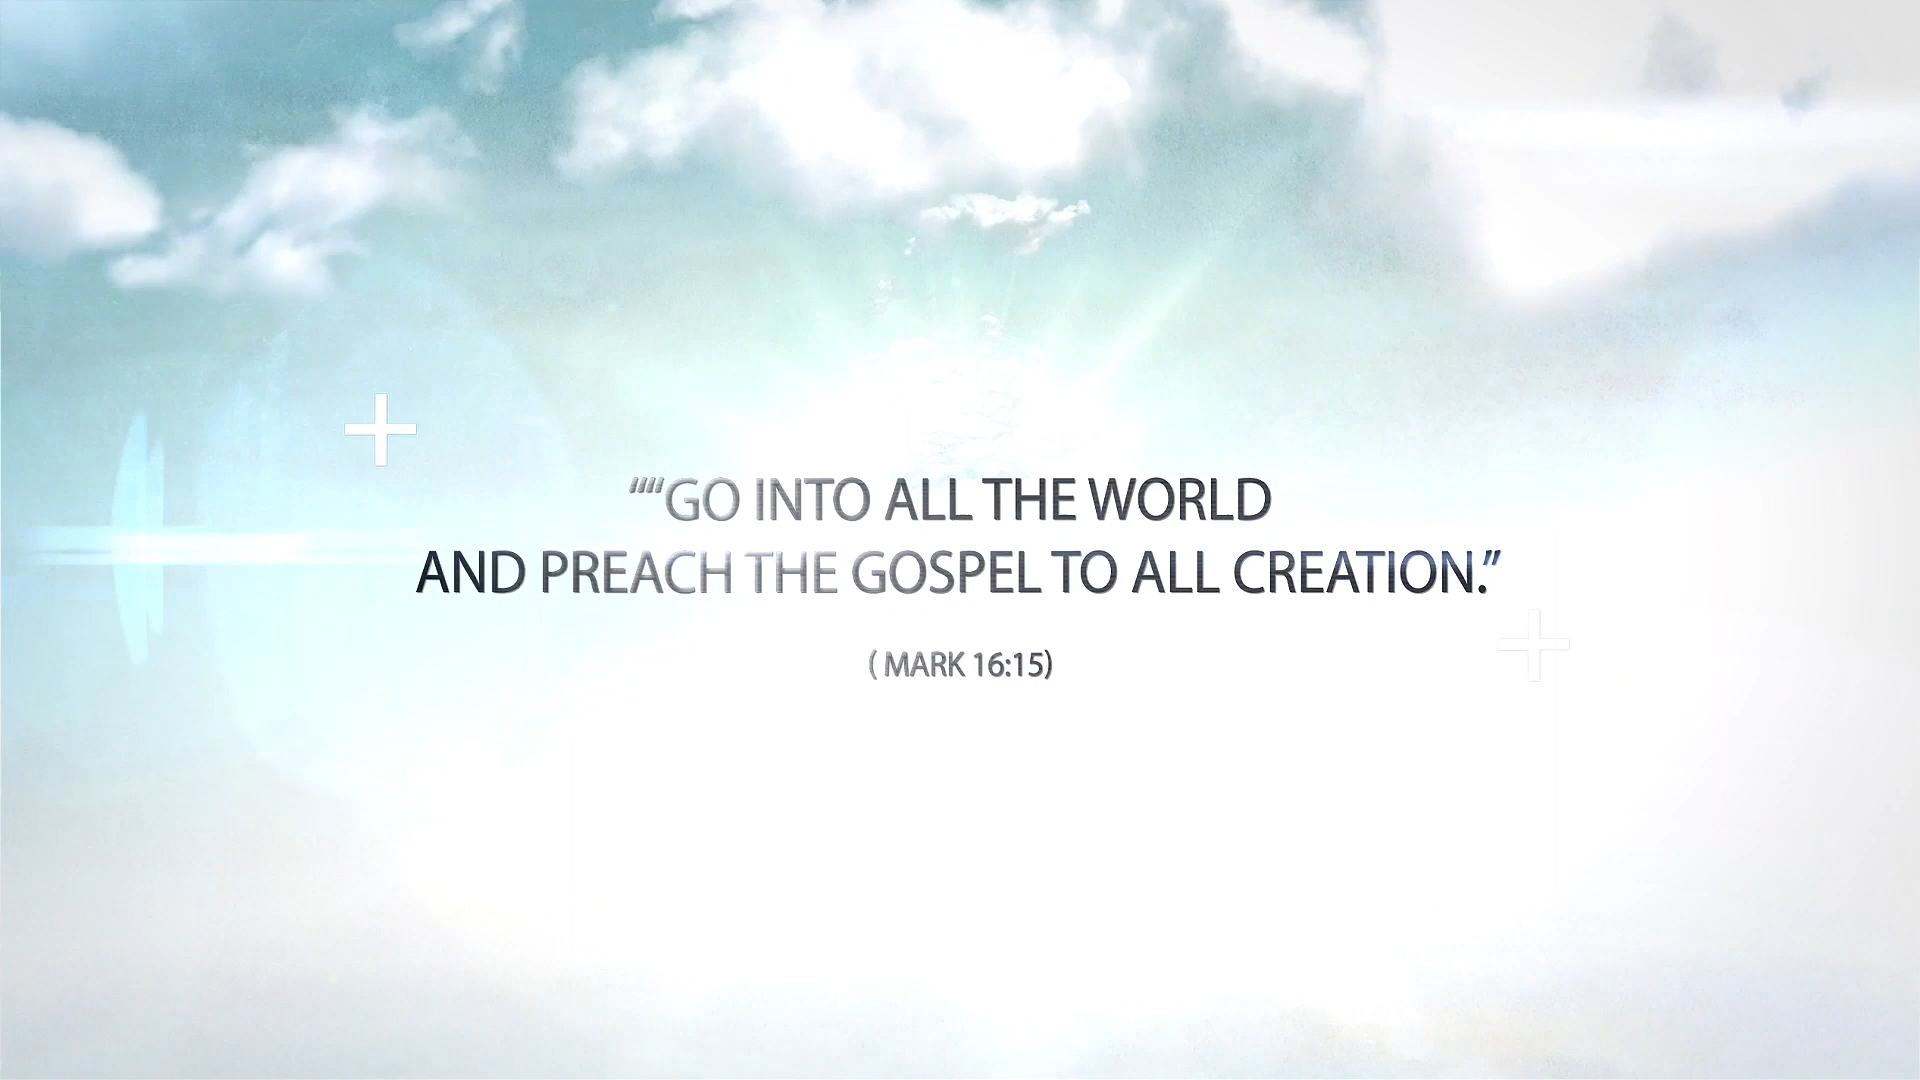 ““GO INTO ALL THE WORLD
AND PREACH THE GOSPEL TO ALL CREATION.”
( MARK 16:15)